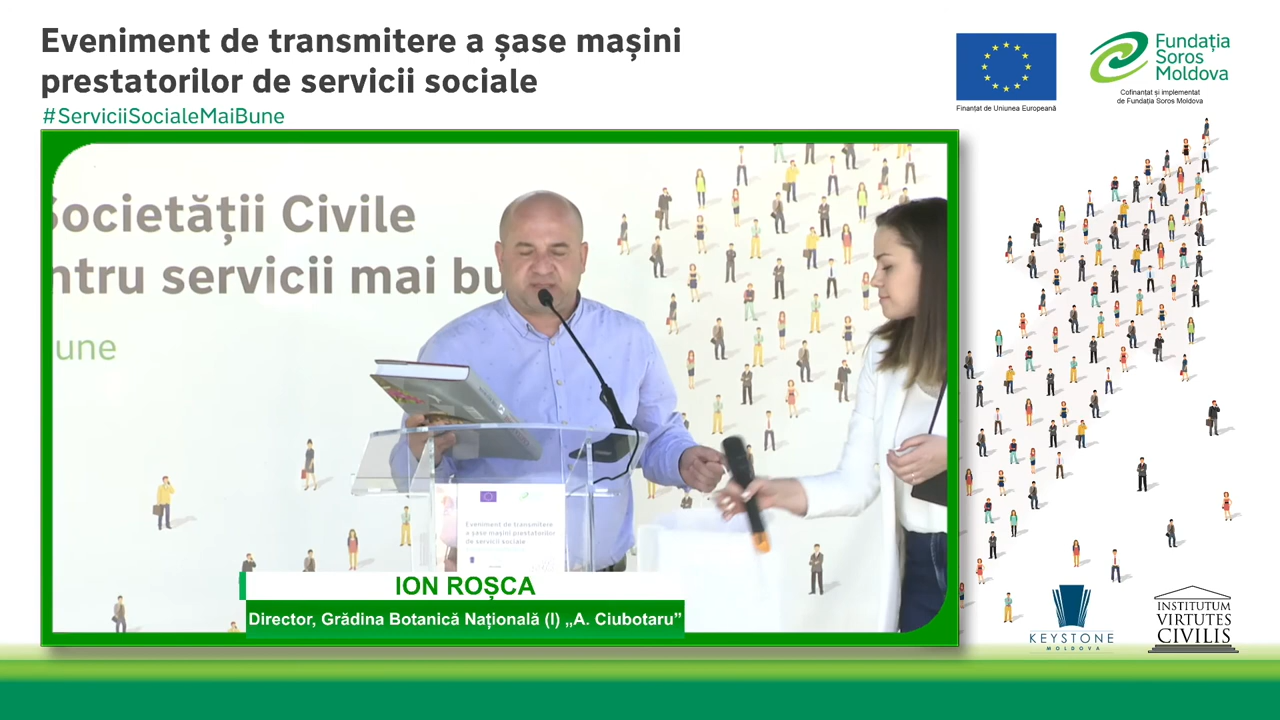 Eveniment de transmitere a șase mașini
prestatorilor de servicii sociale
#ServiciiSocialeMaiBune
Finanțat de Uniunea Europeană
Fundația
Soros
Moldova
Cofinanțat și implementat
de Fundația Soros Moldova
Societății Civile
ntru servicii mai bu
une
Eveniment de transmitere
a șase mașini prestatorilor
de servicii sociale
ION ROȘCA
Director, Grădina Botanică Națională (I) „A. Ciubotaru”
KEYSTONE
MOLDOVA
INSTITUTUM
VIRTUTES
CIVILIS